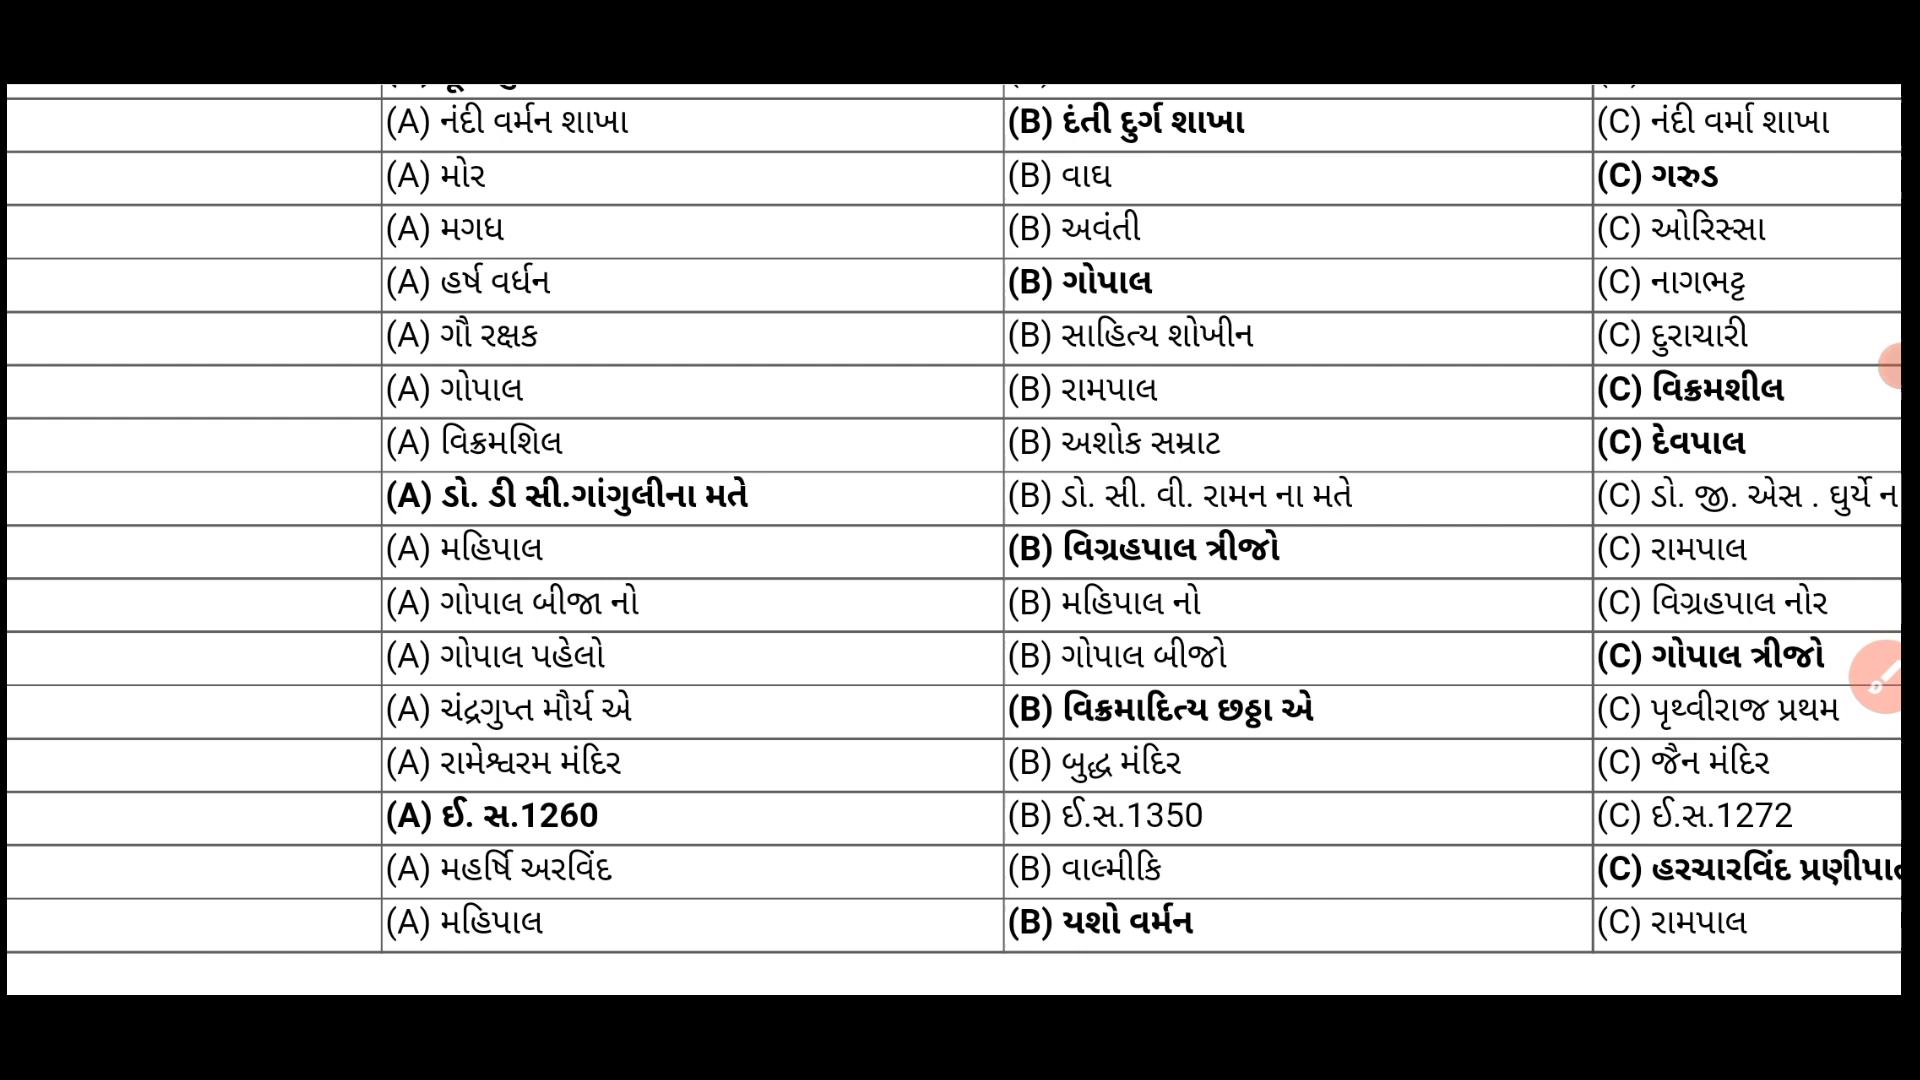 (A) નંદી વર્મન શાખા (B) દંતી દુર્ગ શાખા (C) નંદી વર્મા શાખા
(A) મોર (B) વાઘ (C) ગરુડ
(A) મગધ (B) અવંતી (C) ઓરિસ્સા
(A) હર્ષ વર્ધન (B) ગોપાલ (C) નાગભટ્ટ
(A) ગૌ રક્ષક (B) સાહિત્ય શોખીન (C) દુરાચારી
(A) ગોપાલ (B) રામપાલ (C) વિક્રમશીલ
(A) વિક્રમશિલ (B) અશોક સમ્રાટ (C) દેવપાલ
(A) ડો. ડી સી.ગાંગુલીના મતે (B) ડો. સી. વી. રામન ના મતે (C) ડો. જી. એસ . ઘુર્યે ન
(A) મહિપાલ (B) વિગ્રહપાલ ત્રીજો (C) રામપાલ
(A) ગોપાલ બીજા નો (B) મહિપાલ નો (C) વિગ્રહપાલ નોર
(A) ગોપાલ પહેલો (B) ગોપાલ બીજો (C) ગોપાલ ત્રીજો
(A) ચંદ્રગુપ્ત મૌર્ય એ (B) વિક્રમાદિત્ય છઠ્ઠા એ (C) પૃથ્વીરાજ પ્રથમ
(A) રામેશ્વરમ મંદિર (B) બુદ્ધ મંદિર (C) જૈન મંદિર
(A) ઈ. સ.1260 (B) ઈ.સ.1350 (C) ઈ.સ.1272
(A) મહર્ષિ અરવિંદ (B) વાલ્મીકિ (C) હરચારવિંદ
(A) મહિપાલ (B) યશો વર્મન (C) રામપાલ